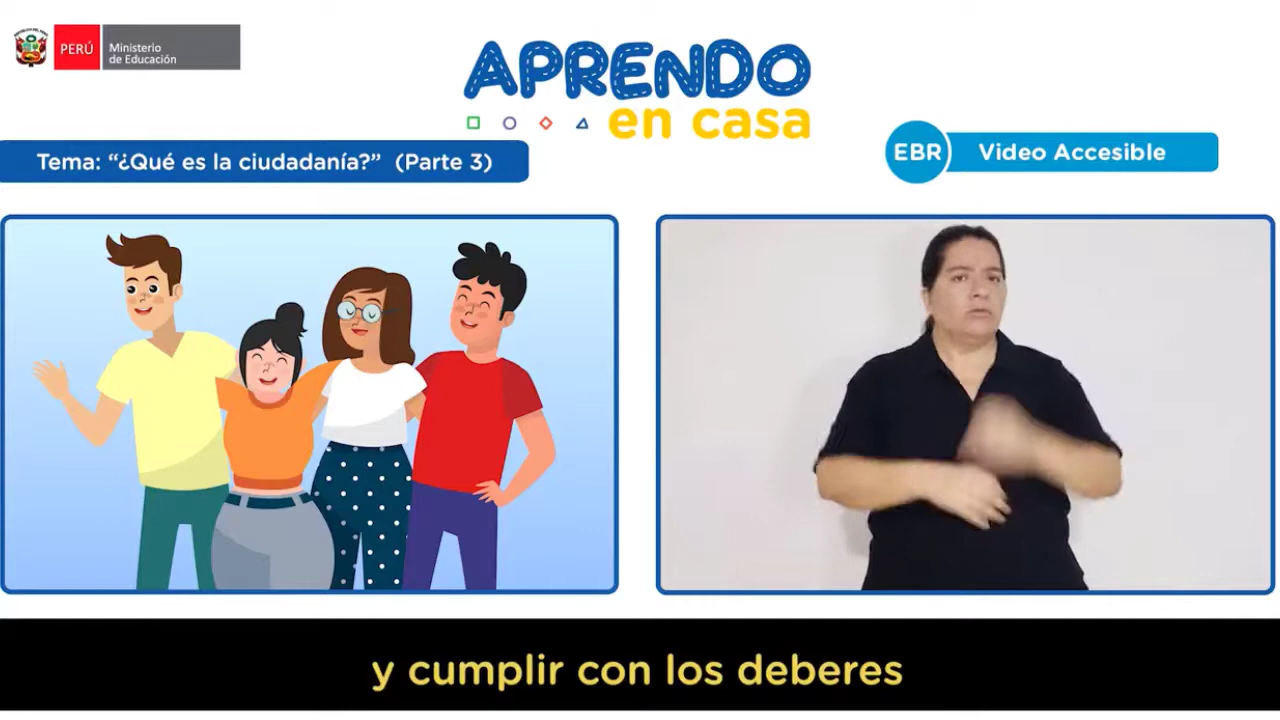 PERÚ
Ministerio
de Educación
APRENDO
en casa
Tema: “¿Qué es la ciudadanía?” (Parte 3)
EBR
Video Accesible
y cumplir con los deberes